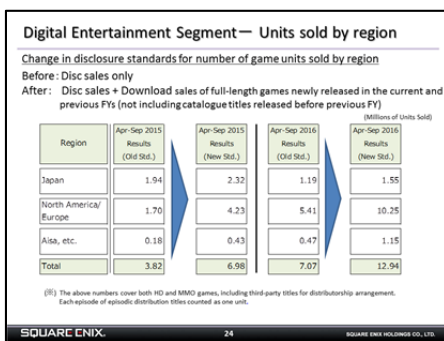 Digital Entertainment Segment— Units sold by region
Change in disclosure standards for number of game units sold by region
Before : Disc sales only
After : Disc sales + Download sales of full-length games newly released in the current and
previous FYs (not including catalogue titles released before previous FY)
(Millions of Units Sold)
Region
Apr-Sep 2015 Results (Old Std.)
Apr-Sep 2015 Results (New Std.)
Apr-Sep 2016 Results (Old Std.)
Apr-Sep 2016 Results (New Std.)
Japan 1.94 2.32 1.19 1.55
North America/ Europe 1.70 4.23 5.41 10.25
Aisa, etc. 0.18 0.43 0.47 1.15
Total 3.82 6.98 7.07 12.94
(※) The above numbers cover both HD and MMO games, including third-party titles for distributorship arrangement.
Each episode of episodic distribution titles counted as one unit.
SQUARE ENIX.
24
SQUARE ENIX HOLDINGS CO., LTD.